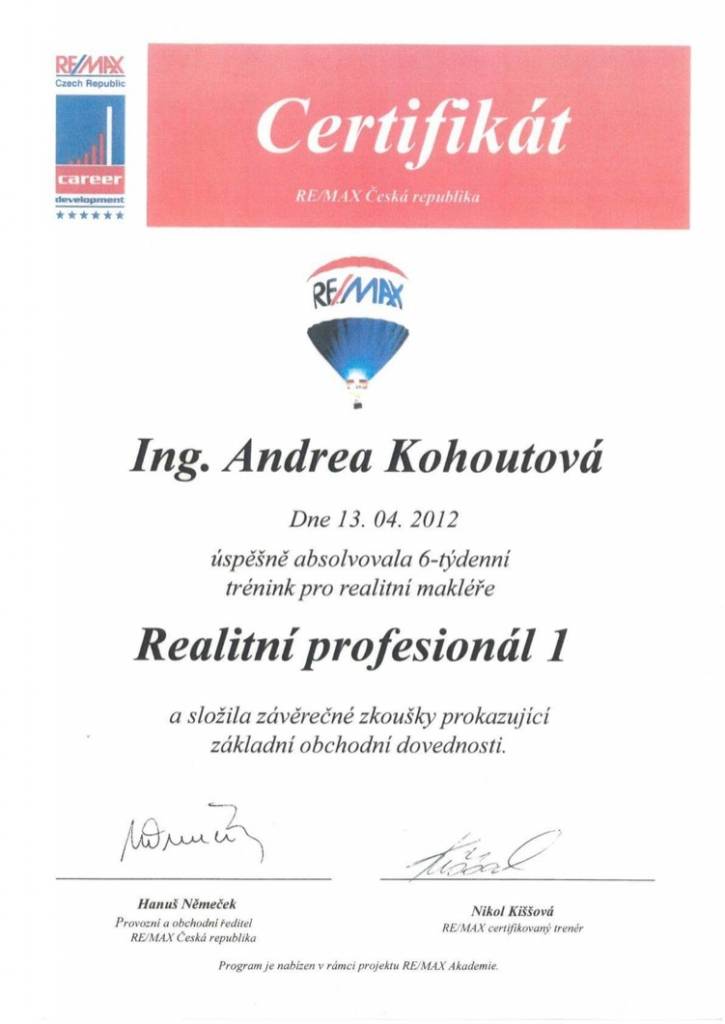 RE/MAX
Czech Republic
career
development
Certifikát
RE/MAX Česká republika
RE/MAX
Ing. Andrea Kohoutová
Dne 13. 04. 2012
úspěšně absolvovala 6-týdenní
trénink pro realitní makléře
Realitní profesionál 1
a složila závěrečné zkoušky prokazující
základní obchodní dovednosti.
Hanuš Němeček
Provozní a obchodní ředitel
RE/MAX Česká republika
Nikol Kiššová
RE/MAX certifikovaný trenér
Program je nabízen v rámci projektu RE/MAX Akademie.